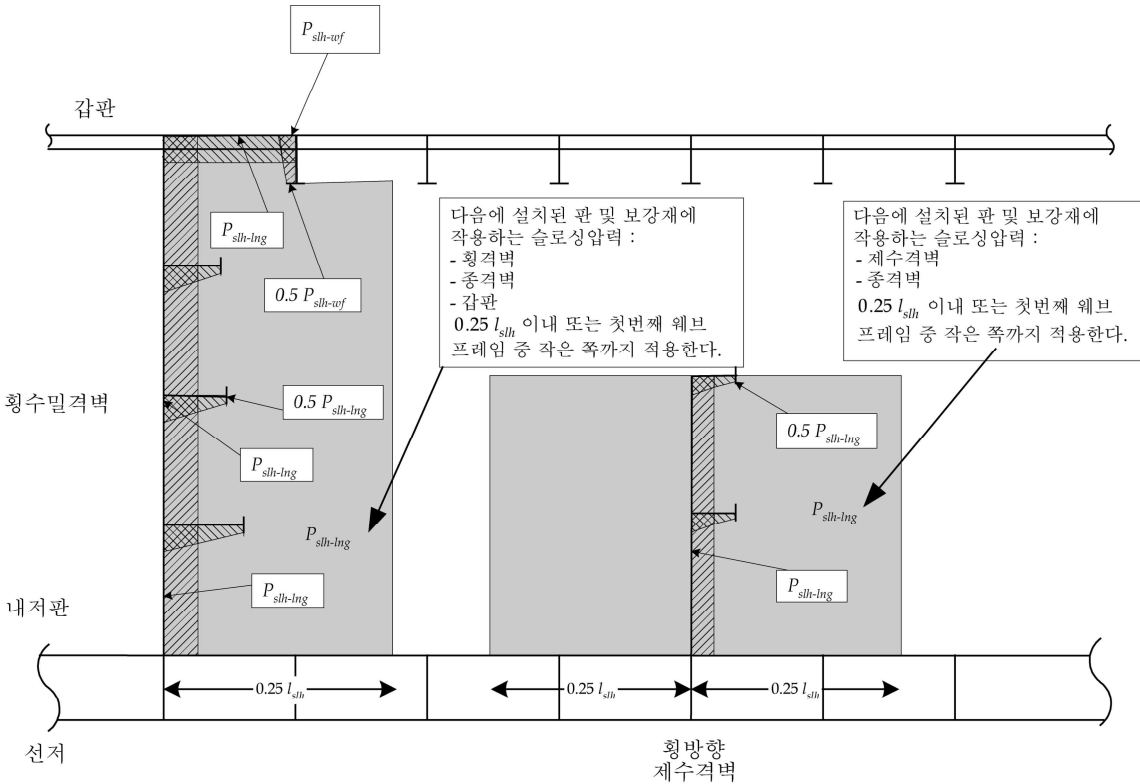 P_slh-wf
갑판
P_slh-lng
0.5 P_slh-wf
다음에 설치된 판 및 보강재에
작용하는 슬로싱압력 :
- 횡격벽
- 종격벽
- 갑판
0.25 l_slh 이내 또는 첫번째 웨브
프레임 중 작은 쪽까지 적용한다.
다음에 설치된 판 및 보강재에
작용하는 슬로싱압력 :
- 제수격벽
- 종격벽
0.25 l_slh 이내 또는 첫번째 웨브
프레임 중 작은 쪽까지 적용한다.
횡수밀격벽
0.5 P_slh-lng
P_slh-lng
0.5 P_slh-lng
P_slh-lng
P_slh-lng
P_slh-lng
P_slh-lng
내저판
0.25 l_slh
0.25 l_slh
0.25 l_slh
선저
횡방향
제수격벽